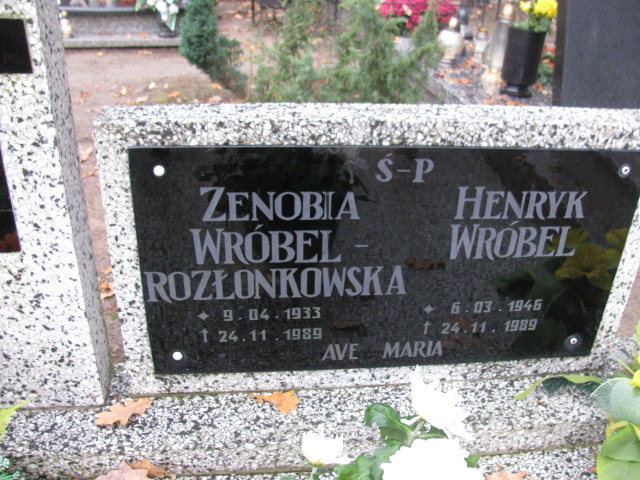 Ś-P
ZENOBIA
WRÓBEL -
ROZŁONKOWSKA
9.04.1933
† 24.11.1989
HENRYK
WRÓBEL
6.03.1946
† 24.11.1989
AVE MARIA